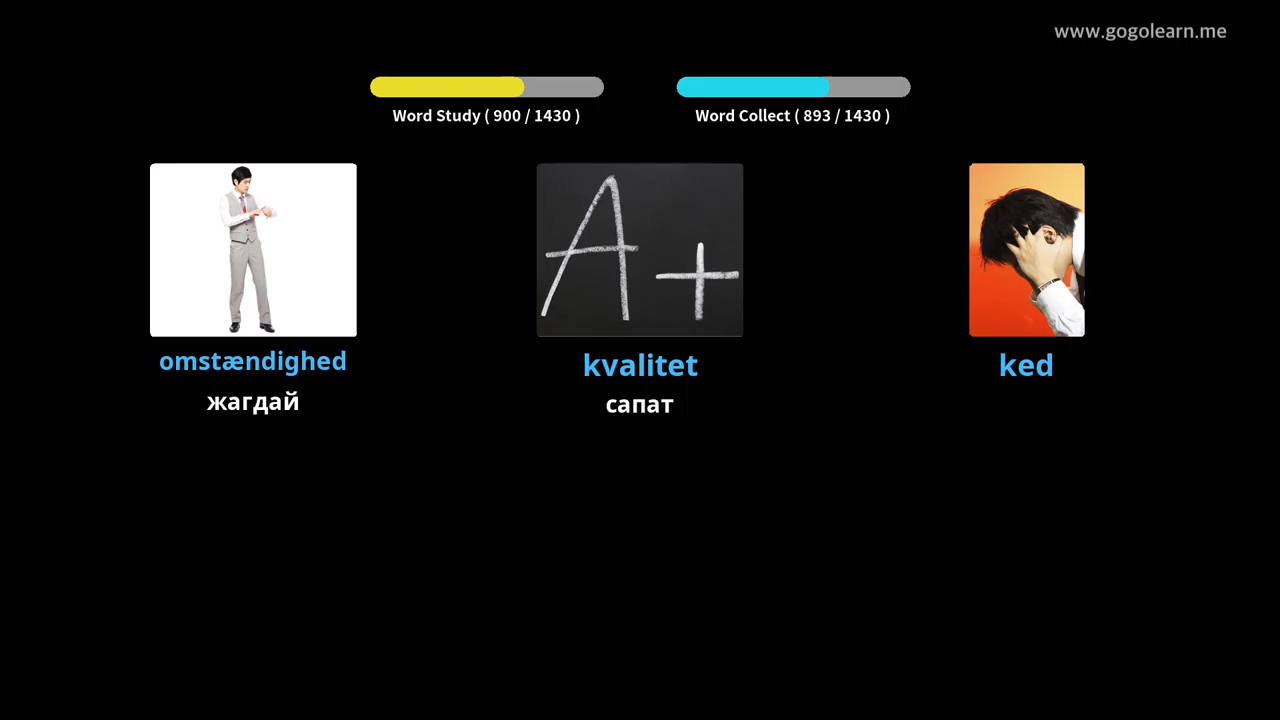 www.gogolearn.me
Word Study ( 900 / 1430 )
Word Collect ( 893 / 1430 )
A+
omstændighed
жагдай
kvalitet
сапат
ked